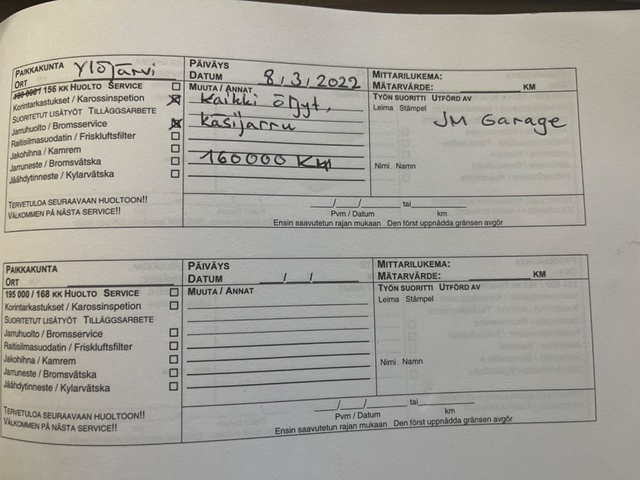 PAIKKAKUNTA Ylöjärvi
ORT
PÄIVÄYS
DATUM 8/3/2022
MITTARILUKEMA:
MÄTARVÄRDE: KM
156 KK HUOLTO SERVICE
Korintarkastukset / Karossinspetion
SUORITETUT LISÄTYÖT TILLÄGGSARBETE
Jarruhuolto / Bromsservice
Raitisilmasuodatin / Friskluftsfilter
Jakohihna / Kamrem
Jarruneste / Bromsvätska
Jäähdytinneste / Kylarvätska
MUUTA / ANNAT
Kaikki öljyt,
käsijarru
160000 KM
TYÖN SUORITTI UTFÖRD AV
Leima Stämpel
JM Garage
Nimi Namn
TERVETULOA SEURAAVAAN HUOLTOON!!
VÄLKOMMEN PÅ NÄSTA SERVICE!!
/ / tai
Pvm / Datum km
Ensin saavutetun rajan mukaan Den först uppnådda gränsen avgör
PAIKKAKUNTA
ORT
PÄIVÄYS
DATUM / /
MITTARILUKEMA:
MÄTARVÄRDE: KM
195 000 / 168 KK HUOLTO SERVICE
Korintarkastukset / Karossinspetion
SUORITETUT LISÄTYÖT TILLÄGGSARBETE
Jarruhuolto / Bromsservice
Raitisilmasuodatin / Friskluftsfilter
Jakohihna / Kamrem
Jarruneste / Bromsvätska
Jäähdytinneste / Kylarvätska
MUUTA / ANNAT
TYÖN SUORITTI UTFÖRD AV
Leima Stämpel
Nimi Namn
TERVETULOA SEURAAVAAN HUOLTOON!!
VÄLKOMMEN PÅ NÄSTA SERVICE!!
/ / tai
Pvm / Datum km
Ensin saavutetun rajan mukaan Den först uppnådda gränsen avgör